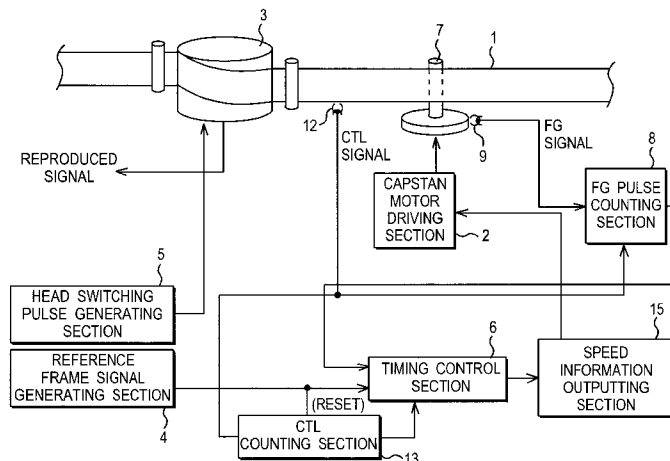 3
7
1
12
CTL
SIGNAL
9
FG
SIGNAL
8
REPRODUCED
SIGNAL
CAPSTAN
MOTOR
DRIVING
SECTION
2
FG PULSE
COUNTING
SECTION
5
HEAD SWITCHING
PULSE GENERATING
SECTION
6
15
REFERENCE
FRAME SIGNAL
GENERATING SECTION
4
TIMING CONTROL
SECTION
SPEED
INFORMATION
OUTPUTTING
SECTION
(RESET)
CTL
COUNTING SECTION
13